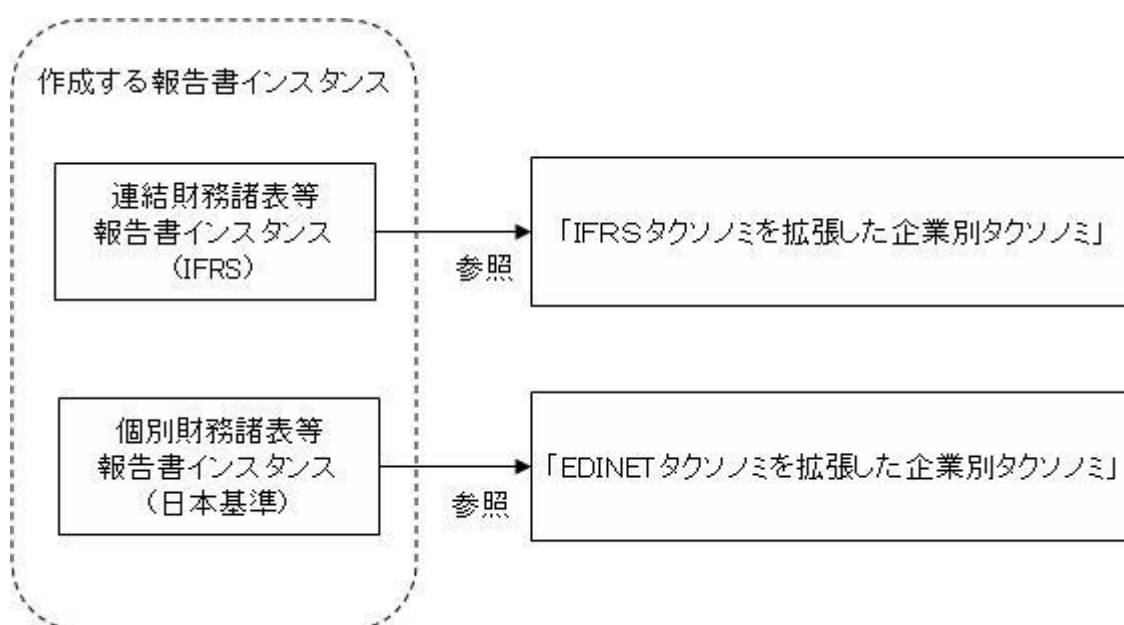 作成する報告書インスタンス
連結財務諸表等
報告書インスタンス
(IFRS)
参照
「IFRSタクソノミを拡張した企業別タクソノミ」
個別財務諸表等
報告書インスタンス
(日本基準)
参照
「EDINETタクソノミを拡張した企業別タクソノミ」